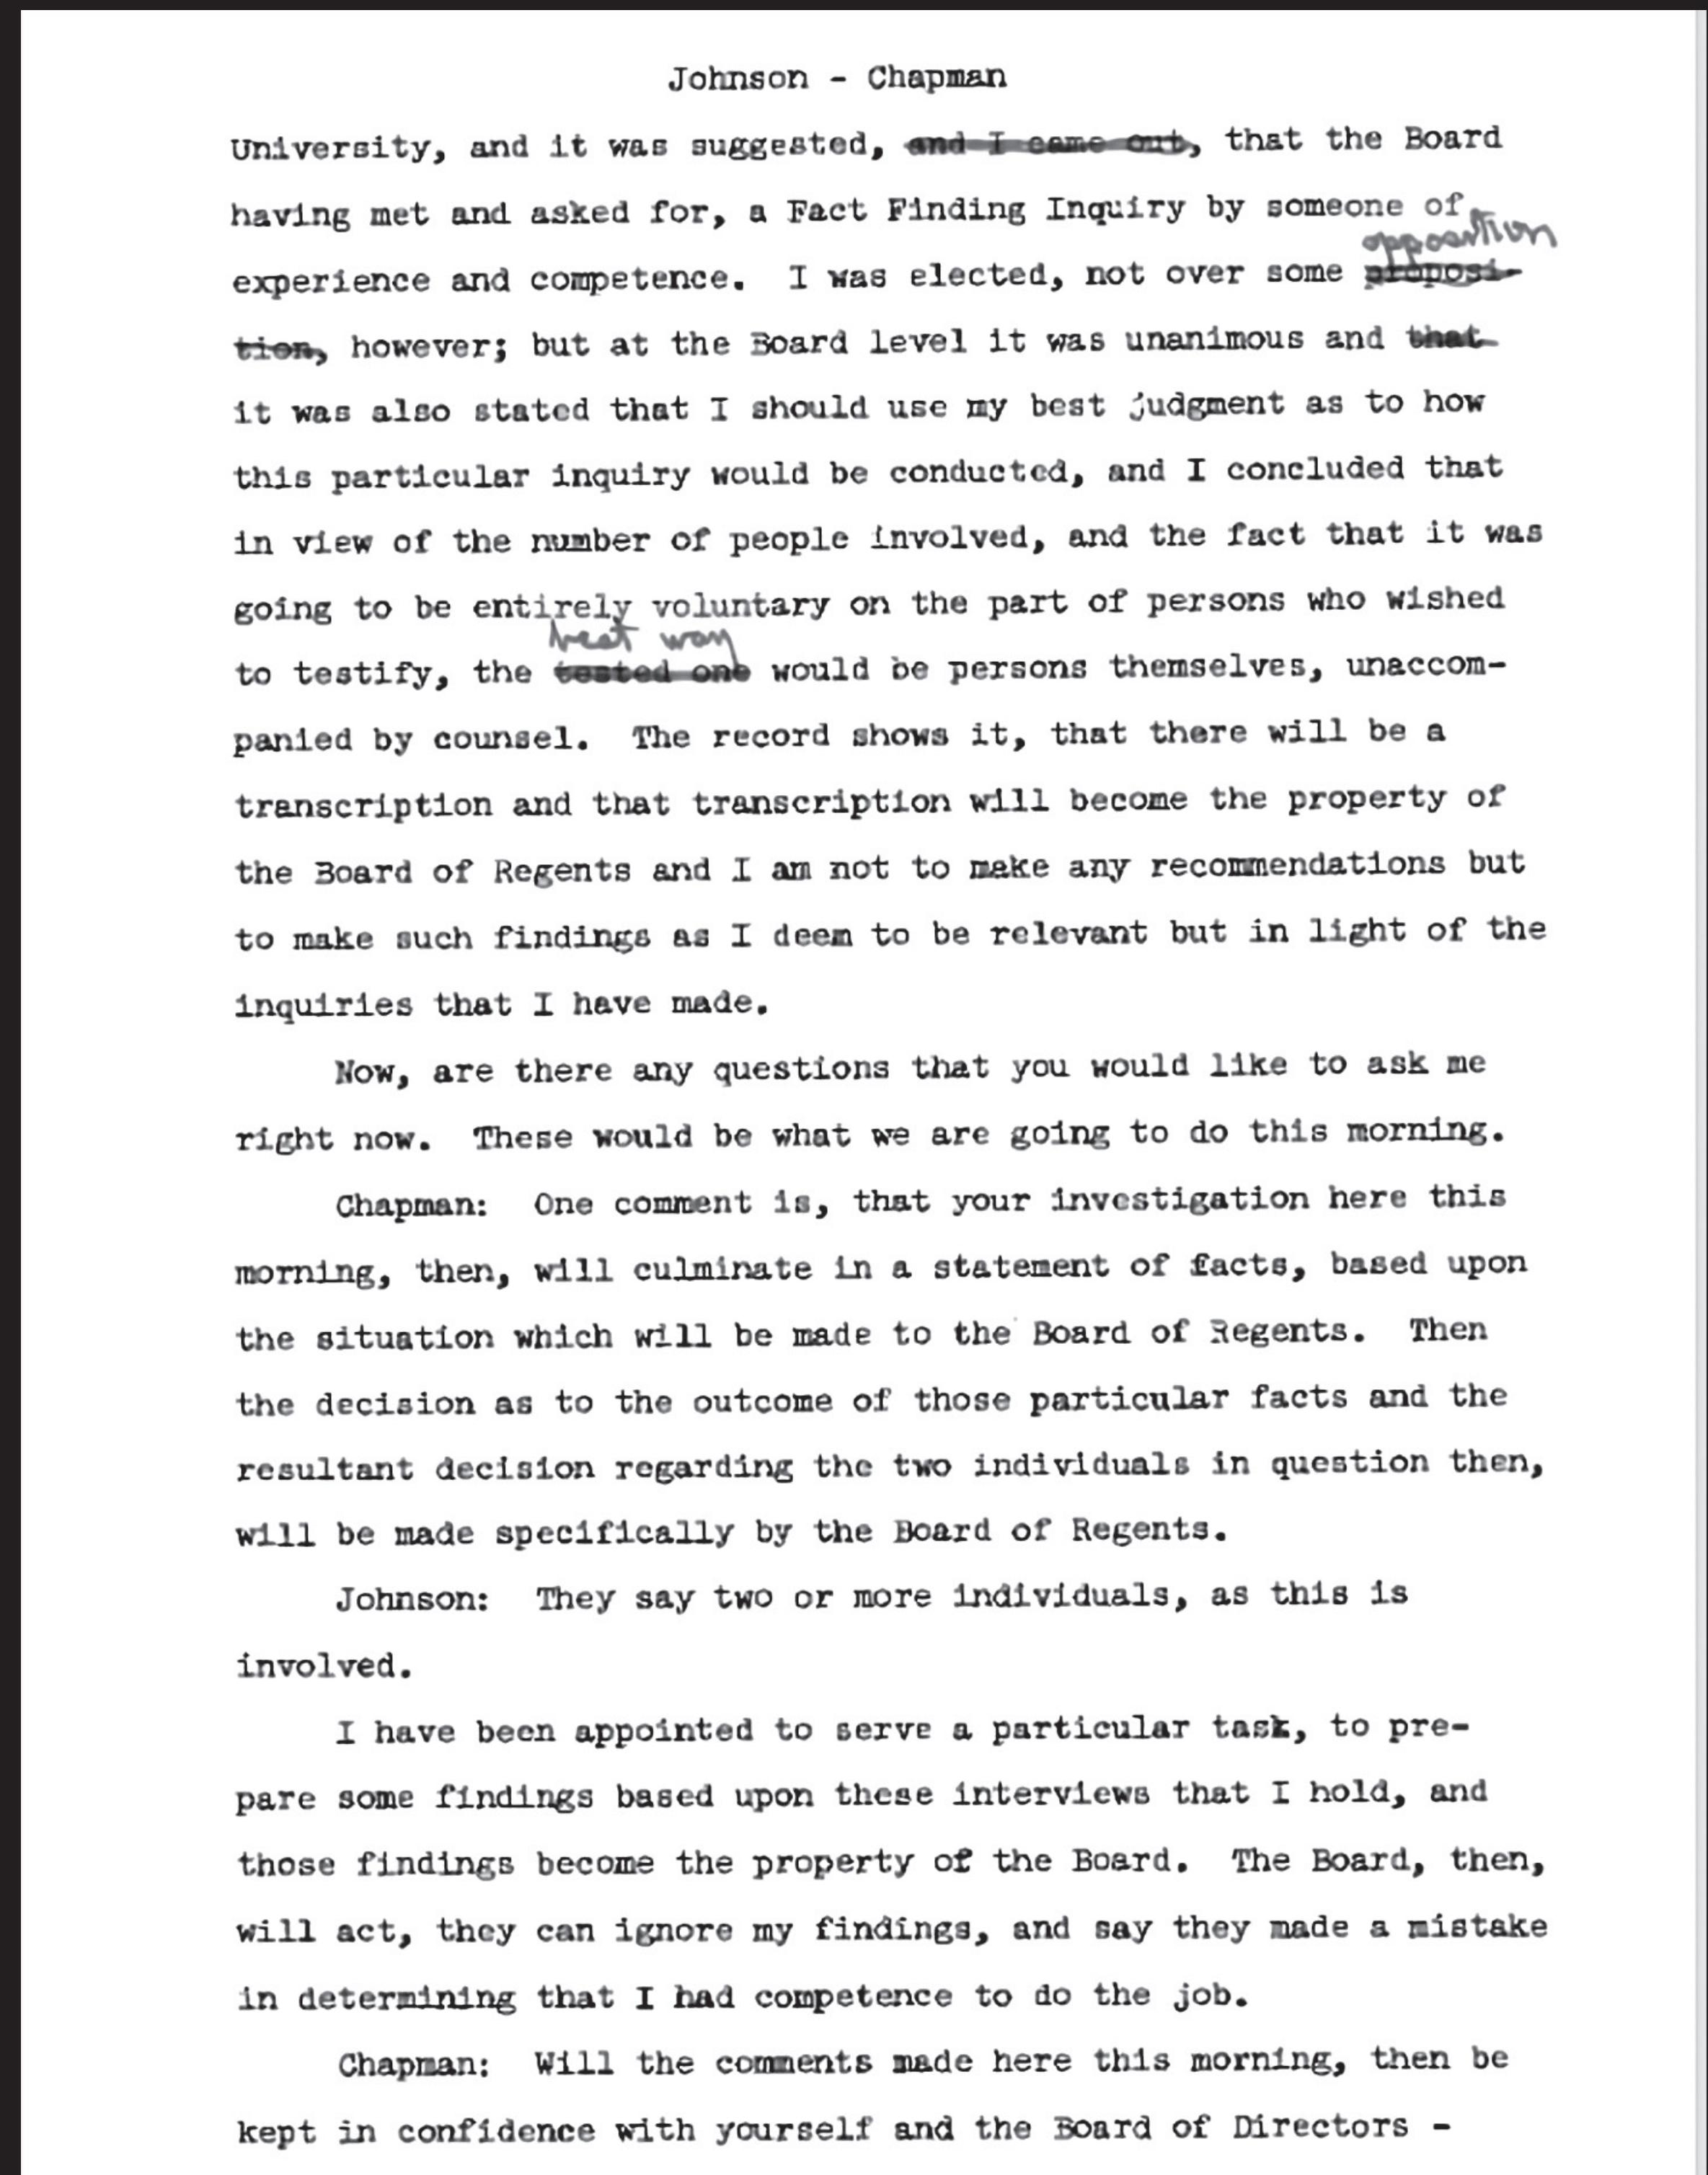 Johnson - Chapman
University, and it was suggested, and I came out, that the Board
having met and asked for, a Fact Finding Inquiry by someone of
opposition
experience and competence. I was elected, not over some proposi-
tion, however; but at the Board level it was unanimous and that
it was also stated that I should use my best judgment as to how
this particular inquiry would be conducted, and I concluded that
in view of the number of people involved, and the fact that it was
going to be entirely voluntary on the part of persons who wished
best way
to testify, the tested one would be persons themselves, unaccom-
panied by counsel. The record shows it, that there will be a
transcription and that transcription will become the property of
the Board of Regents and I am not to make any recommendations but
to make such findings as I deem to be relevant but in light of the
inquiries that I have made.
Now, are there any questions that you would like to ask me
right now. These would be what we are going to do this morning.
Chapman: One comment is, that your investigation here this
morning, then, will culminate in a statement of facts, based upon
the situation which will be made to the Board of Regents. Then
the decision as to the outcome of those particular facts and the
resultant decision regarding the two individuals in question then,
will be made specifically by the Board of Regents.
Johnson: They say two or more individuals, as this is
involved.
I have been appointed to serve a particular task, to pre-
pare some findings based upon these interviews that I hold, and
those findings become the property of the Board. The Board, then,
will act, they can ignore my findings, and say they made a mistake
in determining that I had competence to do the job.
Chapman: Will the comments made here this morning, then be
kept in confidence with yourself and the Board of Directors -